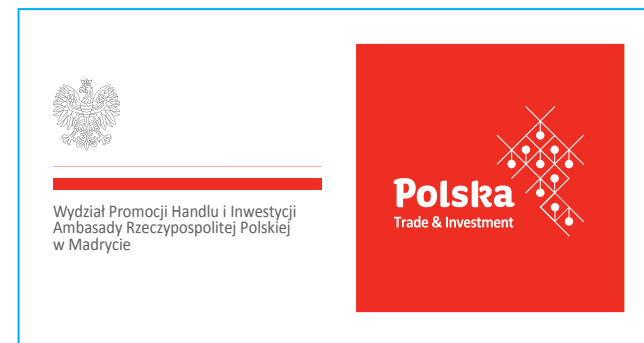 Wydział Promocji Handlu i Inwestycji
Ambasady Rzeczypospolitej Polskiej
w Madrycie
Polska
Trade & Investment